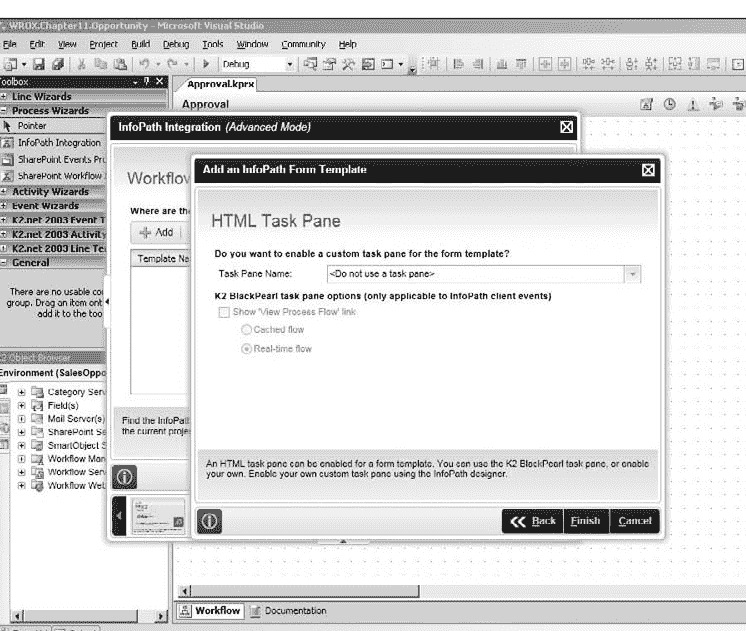 WROX.Chapter11.Opportunity - Microsoft Visual Studio
File Edit View Project Build Debug Tools Window Community Help
Debug
Toolbox
Line Wizards
Process Wizards
Pointer
InfoPath Integration
SharePoint Events Pr
SharePoint Workflow
Activity Wizards
Event Wizards
K2.net 2003 Event T
K2.net 2003 Activity
K2.net 2003 Line Te
General
There are no usable co
group. Drag an item ont
add it to the too
K2 Object Browser
Environment (SalesOppo
Category Serv
Field(s)
Mail Server(s)
SharePoint Se
SmartObject S
Workflow Man
Workflow Serv
Workflow Web
Approval.kprx
Approval
InfoPath Integration (Advanced Mode)
Workflow
Where are th
Add
Template Na
Find the InfoPath
the current proje
Add an InfoPath Form Template
HTML Task Pane
Do you want to enable a custom task pane for the form template?
Task Pane Name: <Do not use a task pane>
K2 BlackPearl task pane options (only applicable to InfoPath client events)
Show 'View Process Flow' link
Cached flow
Real-time flow
An HTML task pane can be enabled for a form template. You can use the K2 BlackPearl task pane, or enable
your own. Enable your own custom task pane using the InfoPath designer.
Back Finish Cancel
Workflow Documentation